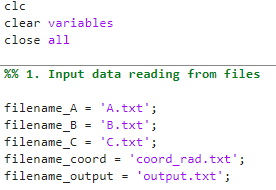 clc
clear variables
close all
%% 1. Input data reading from files
filename_A = 'A.txt';
filename_B = 'B.txt';
filename_C = 'C.txt';
filename_coord = 'coord_rad.txt';
filename_output = 'output.txt';